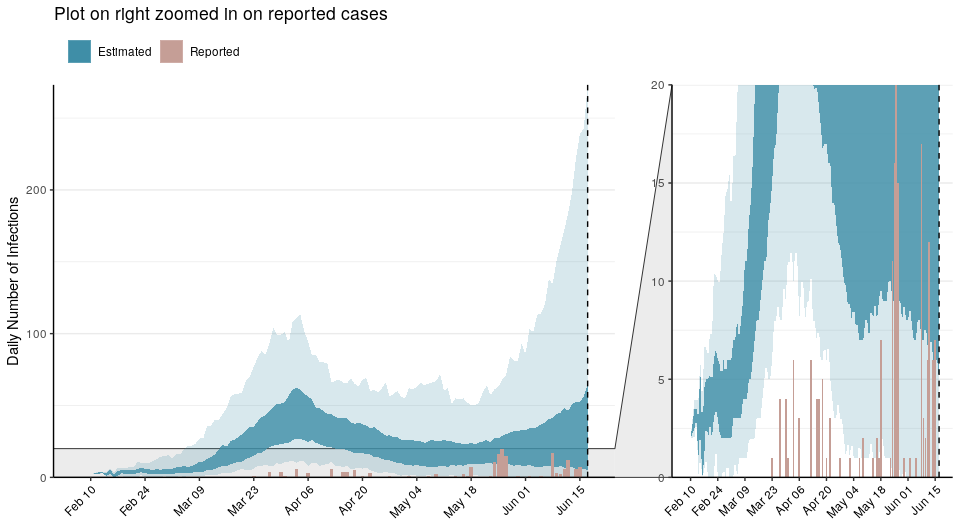 Plot on right zoomed in on reported cases
Estimated
Reported
Daily Number of Infections
200
100
0
Feb 10
Feb 24
Mar 09
Mar 23
Apr 06
Apr 20
May 04
May 18
Jun 01
Jun 15
20
15
10
5
0
Feb 10
Feb 24
Mar 09
Mar 23
Apr 06
Apr 20
May 04
May 18
Jun 01
Jun 15